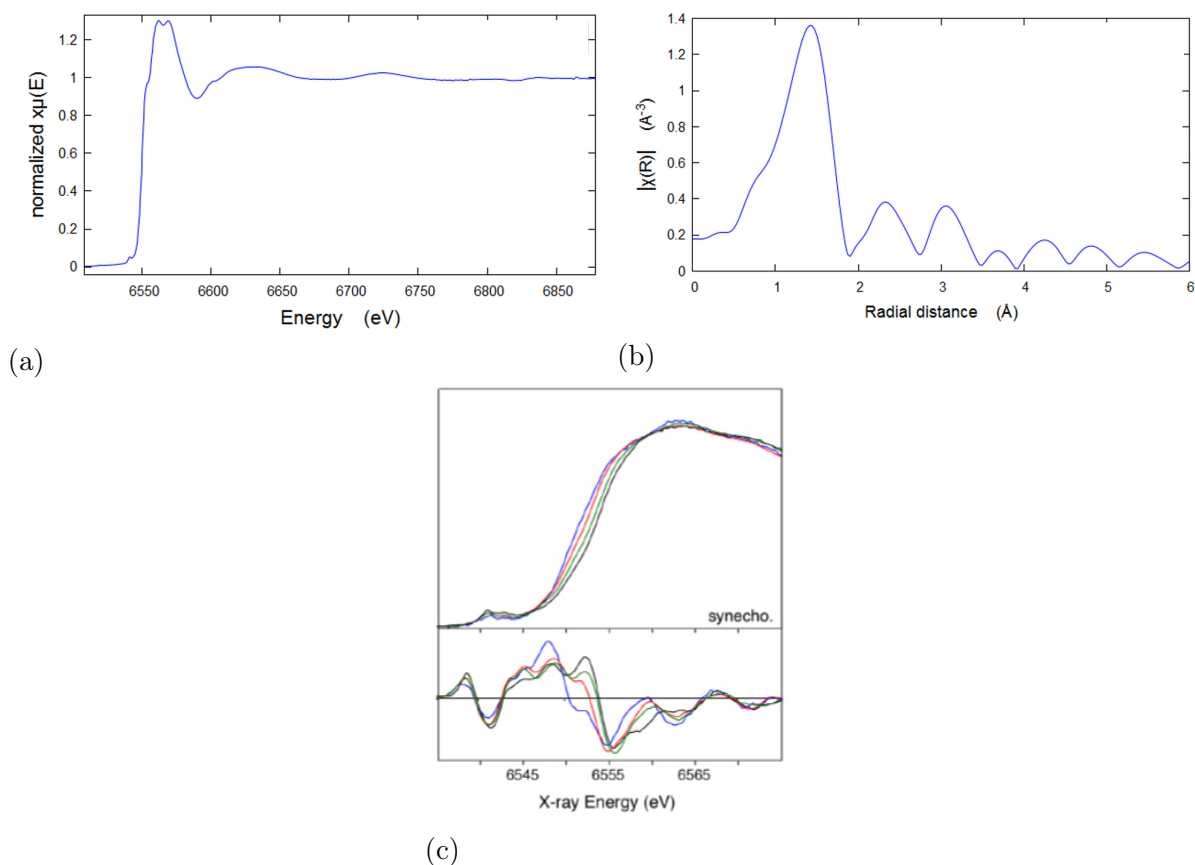 1.2
1
0.8
0.6
0.4
0.2
0
normalized xμ(E)
6550 6600 6650 6700 6750 6800 6850
Energy (eV)
(a)
1.4
1.2
1
0.8
0.6
0.4
0.2
0
|χ(R)| (A⁻³)
0 1 2 3 4 5 6
Radial distance (Å)
(b)
synecho.
6545 6555 6565
X-ray Energy (eV)
(c)